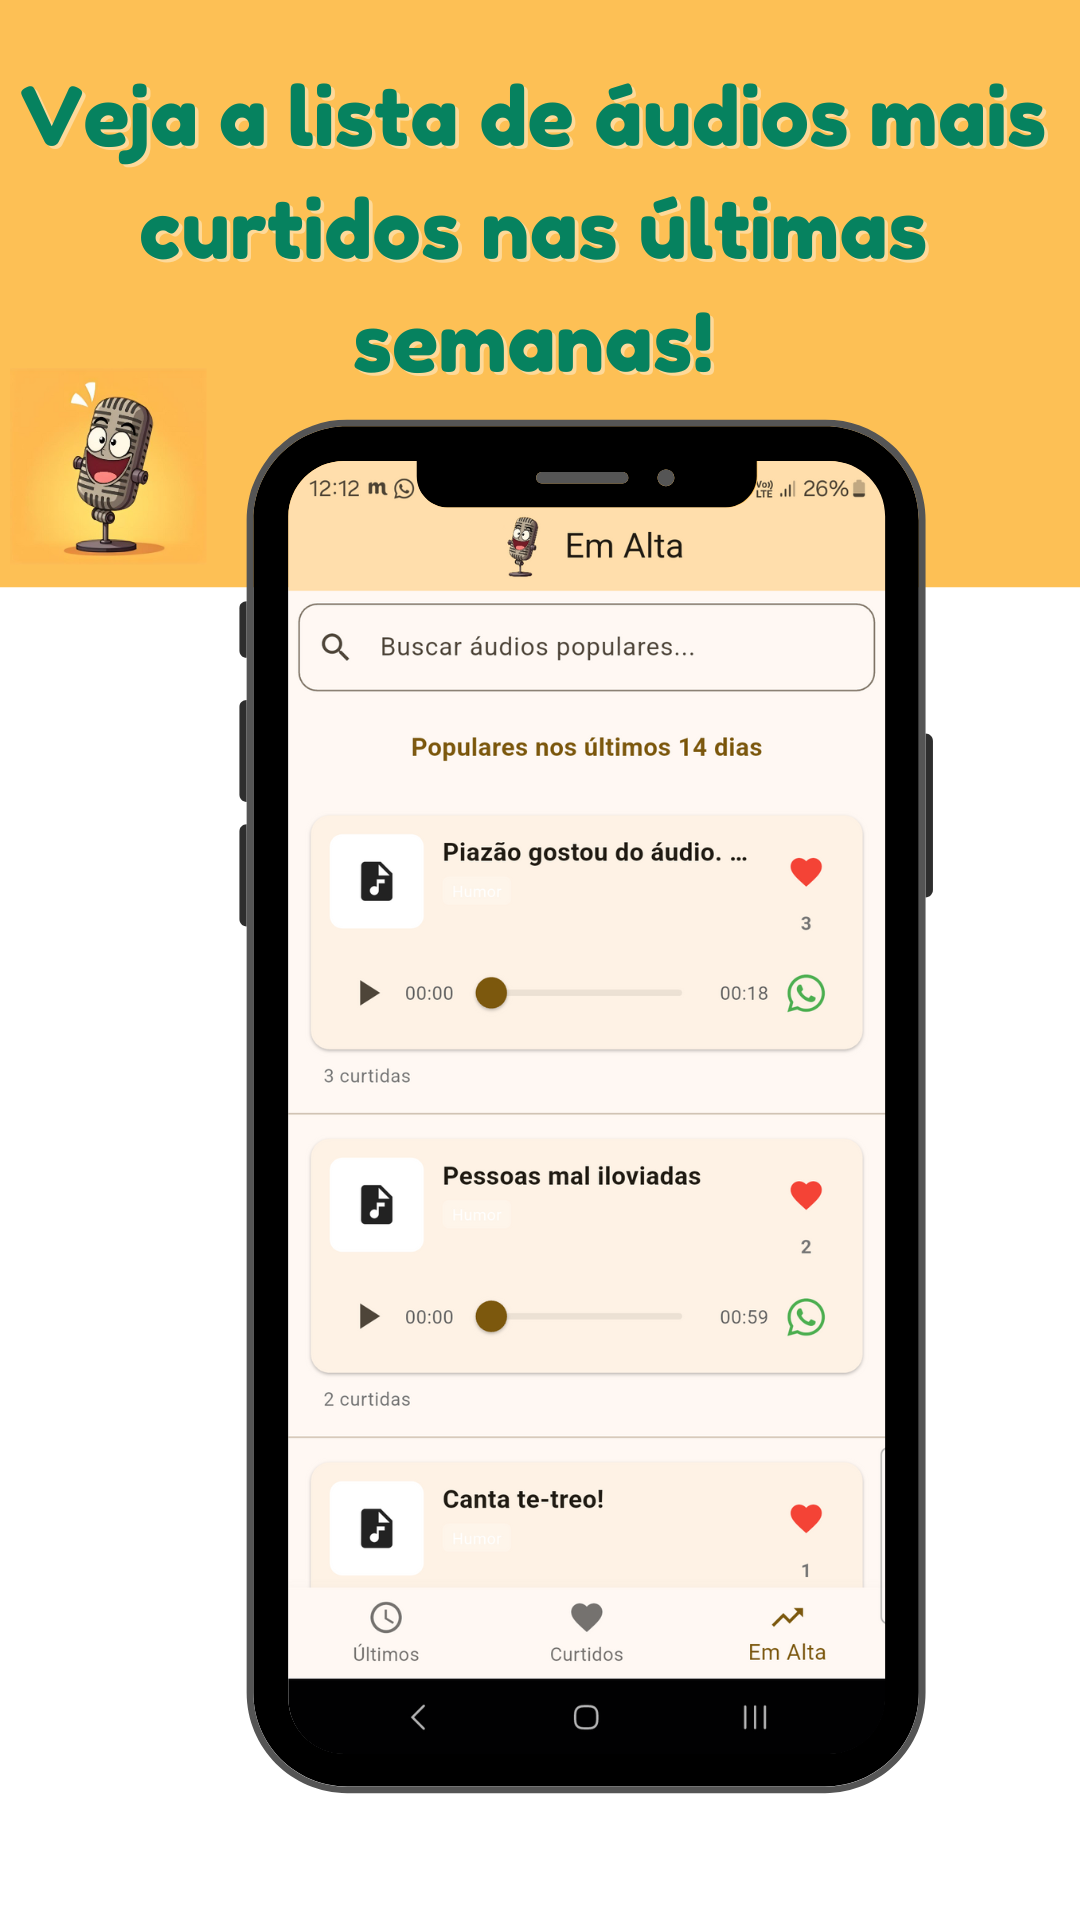 Veja a lista de áudios mais
curtidos nas últimas
semanas!
12:12 m Vo)) LTE 26%
Em Alta
Buscar áudios populares...
Populares nos últimos 14 dias
Piazão gostou do áudio. ...
Humor
3
00:00 00:18
3 curtidas
Pessoas mal iloviadas
Humor
2
00:00 00:59
2 curtidas
Canta te-treo!
Humor
1
Últimos Curtidos Em Alta